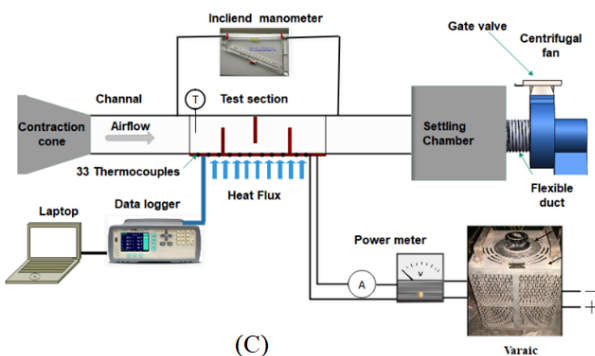 Incliend manometer
Gate valve
Centrifugal
fan
Channel
T
Test section
Contraction
cone
Airflow
Settling
Chamber
33 Thermocouples
Heat Flux
Flexible
duct
Laptop
Data logger
Power meter
A
V
(C)
Varaic